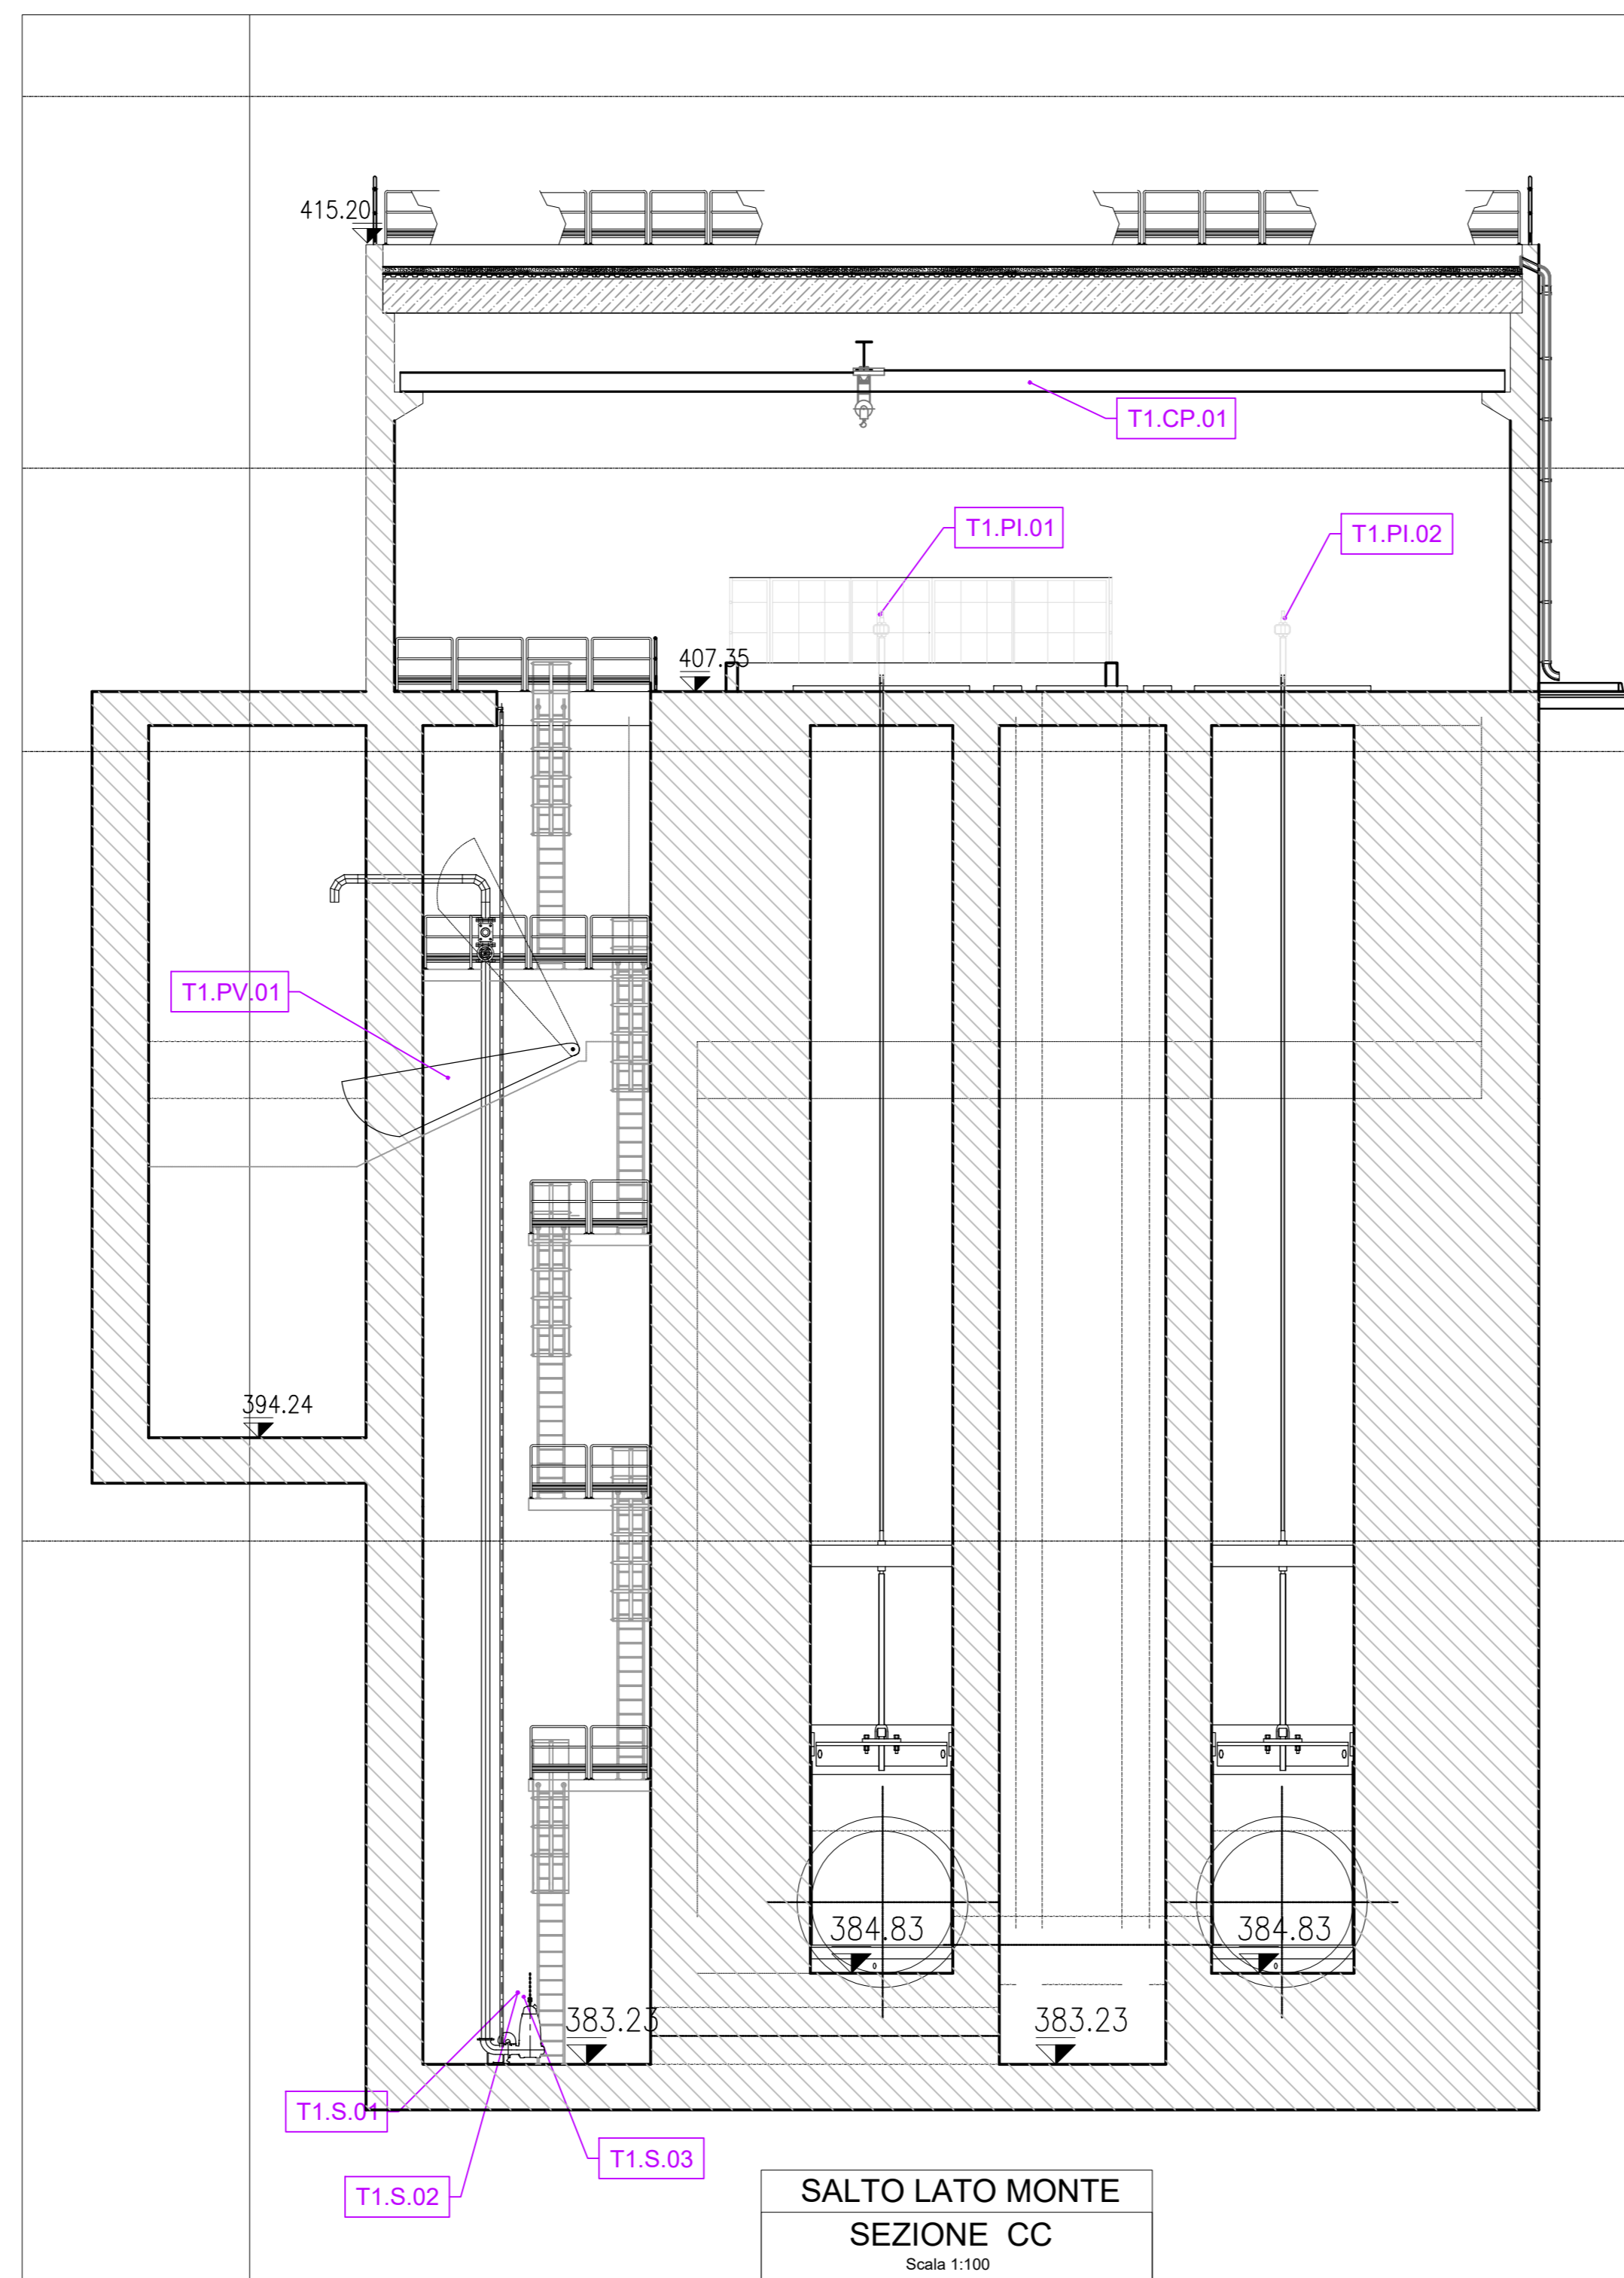 415.20
T1.CP.01
T1.PI.01
T1.PI.02
407.35
T1.PV.01
394.24
384.83
384.83
383.23
383.23
T1.S.01
T1.S.03
T1.S.02
SALTO LATO MONTE
SEZIONE CC
Scala 1:100